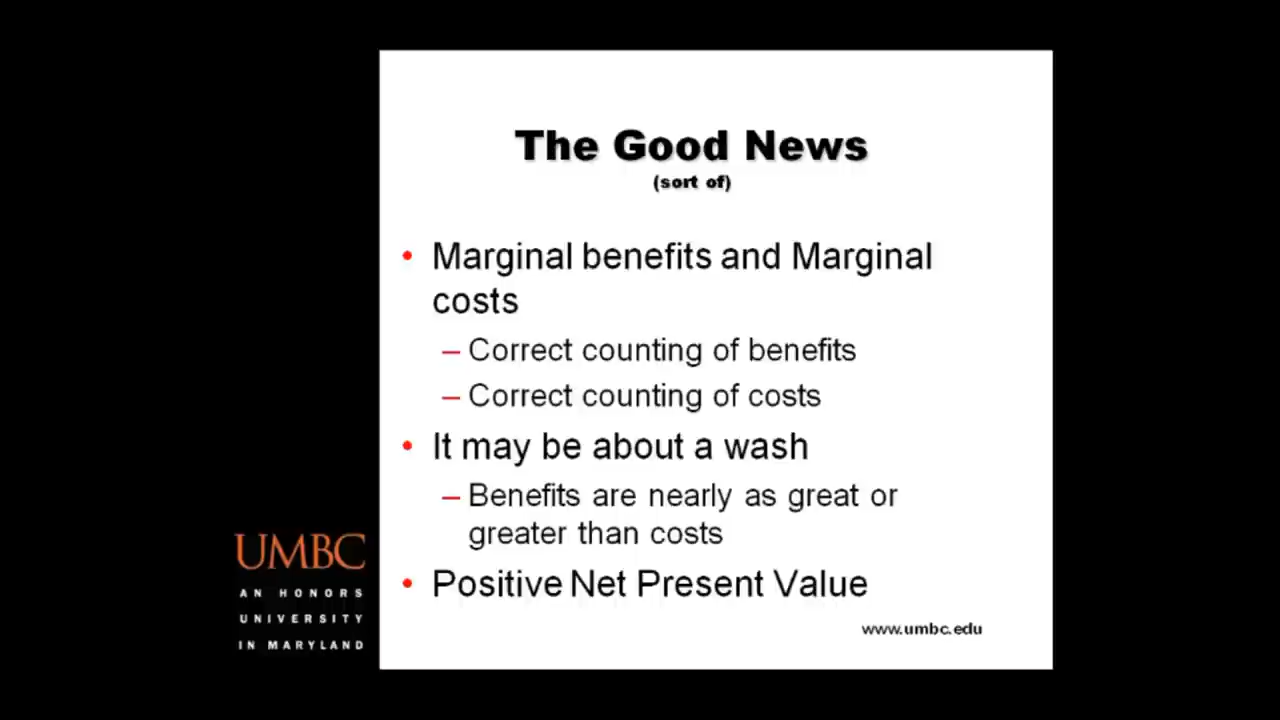 The Good News
(sort of)
• Marginal benefits and Marginal
costs
– Correct counting of benefits
– Correct counting of costs
• It may be about a wash
– Benefits are nearly as great or
greater than costs
• Positive Net Present Value
www.umbc.edu
UMBC
AN HONORS
UNIVERSITY
IN MARYLAND